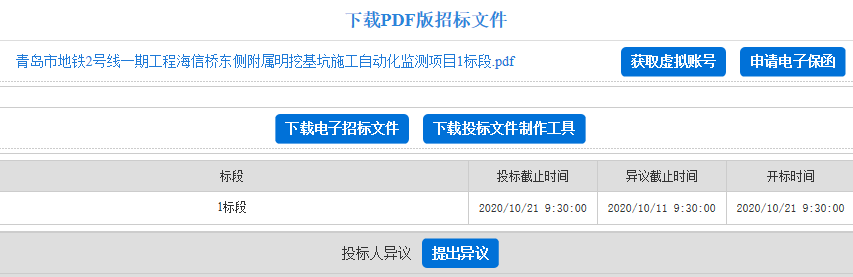 下载PDF版招标文件
青岛市地铁2号线一期工程海信桥东侧附属明挖基坑施工自动化监测项目1标段.pdf 获取虚拟账号 申请电子保函
下载电子招标文件 下载投标文件制作工具
标段 投标截止时间 异议截止时间 开标时间
1标段 2020/10/21 9:30:00 2020/10/11 9:30:00 2020/10/21 9:30:00
投标人异议 提出异议